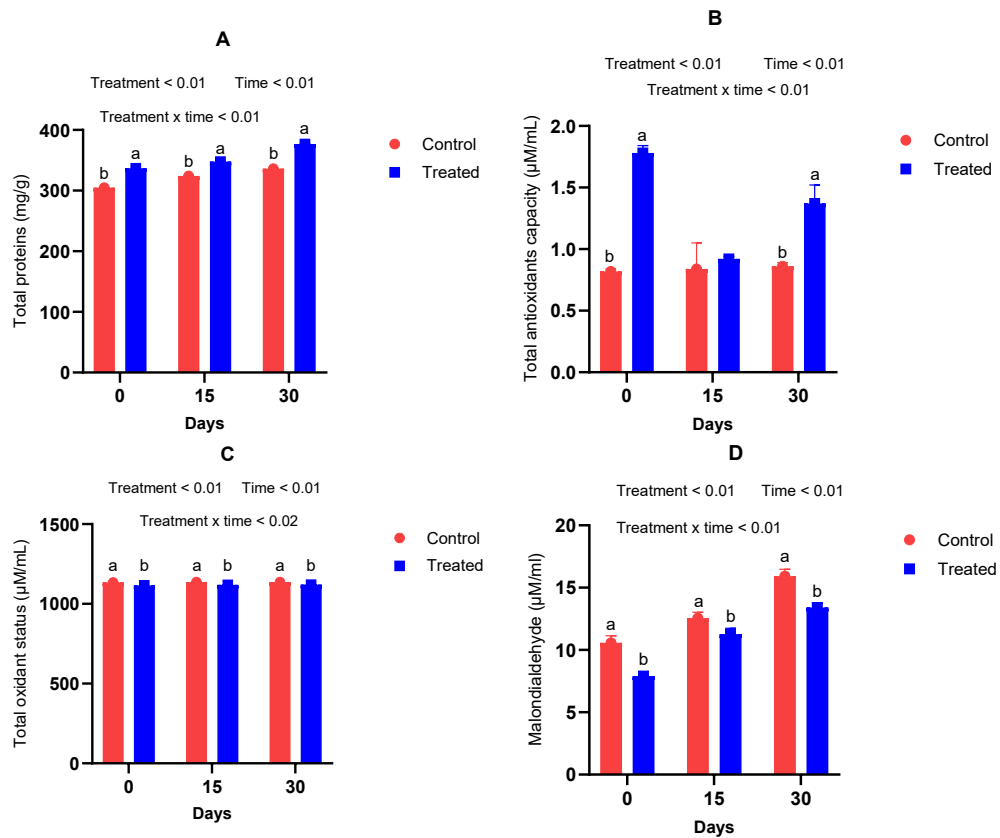 A
Treatment < 0.01 Time < 0.01
Treatment x time < 0.01
Total proteins (mg/g)
400
300
200
100
0
b a b a b a
0 15 30
Days
Control
Treated
B
Treatment < 0.01 Time < 0.01
Treatment x time < 0.01
Total antioxidants capacity (µM/mL)
2.0
1.5
1.0
0.5
0.0
b a b a
0 15 30
Days
Control
Treated
C
Treatment < 0.01 Time < 0.01
Treatment x time < 0.02
Total oxidant status (µM/mL)
1500
1000
500
0
a b a b a b
0 15 30
Days
Control
Treated
D
Treatment < 0.01 Time < 0.01
Treatment x time < 0.01
Malondialdehyde (µM/ml)
20
15
10
5
0
a b a b a b
0 15 30
Days
Control
Treated